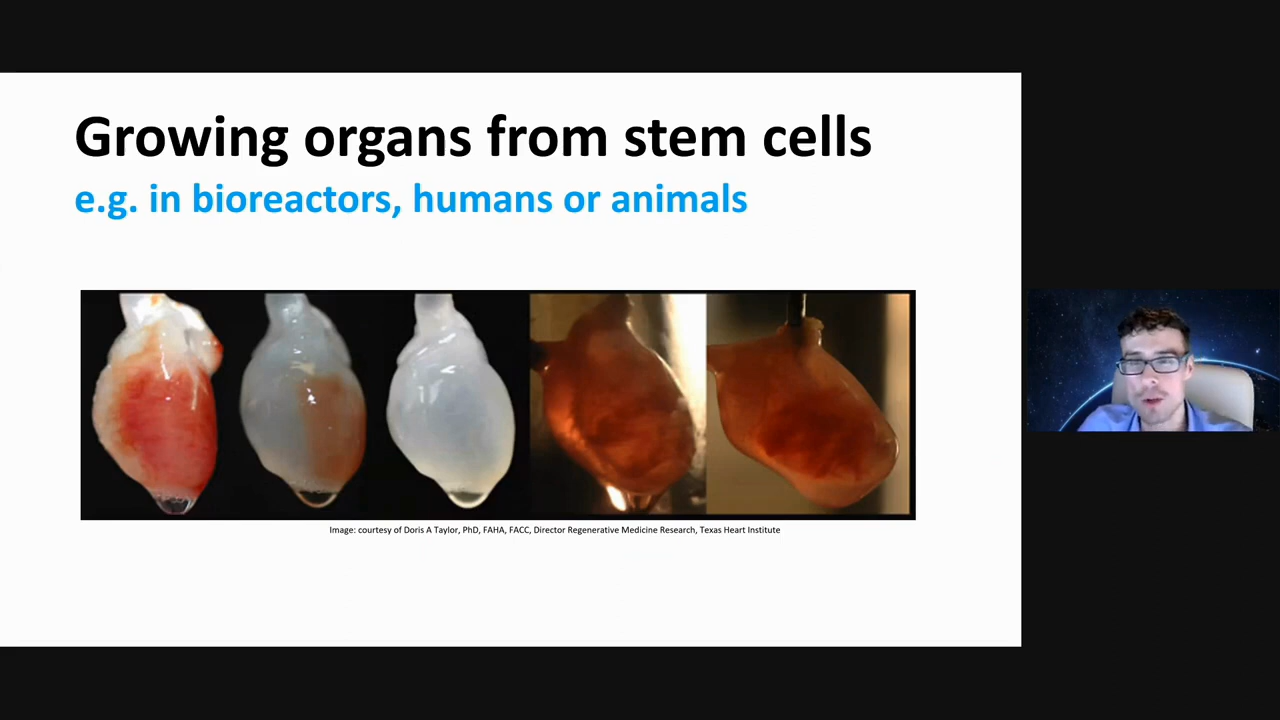 Growing organs from stem cells
e.g. in bioreactors, humans or animals
Image: courtesy of Doris A Taylor, PhD, FAHA, FACC, Director Regenerative Medicine Research, Texas Heart Institute